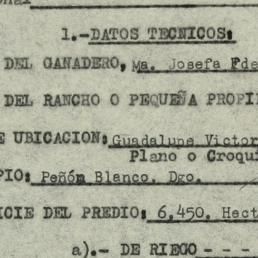 1.-DATOS TECNICOS:
DEL GANADERO, Ma. Josefa Fde
DEL RANCHO O PEQUEÑA PROPI
E UBICACION: Guadalupe Victor
Plano o Croqui
PIO: Peñón Blanco, Dgo.
ICIE DEL PREDIO: 6,450. Hect
a).- DE RIEGO - - -